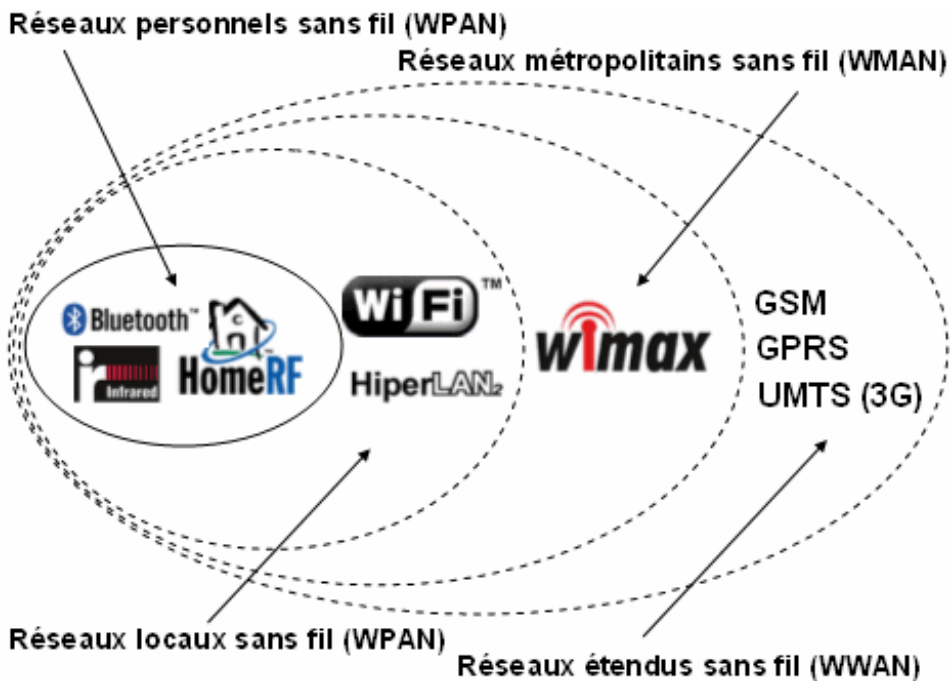 Réseaux personnels sans fil (WPAN)
Réseaux métropolitains sans fil (WMAN)
Bluetooth™
Infrared
HomeRF™
WiFi™
HiperLAN2
wimax
GSM
GPRS
UMTS (3G)
Réseaux locaux sans fil (WPAN)
Réseaux étendus sans fil (WWAN)